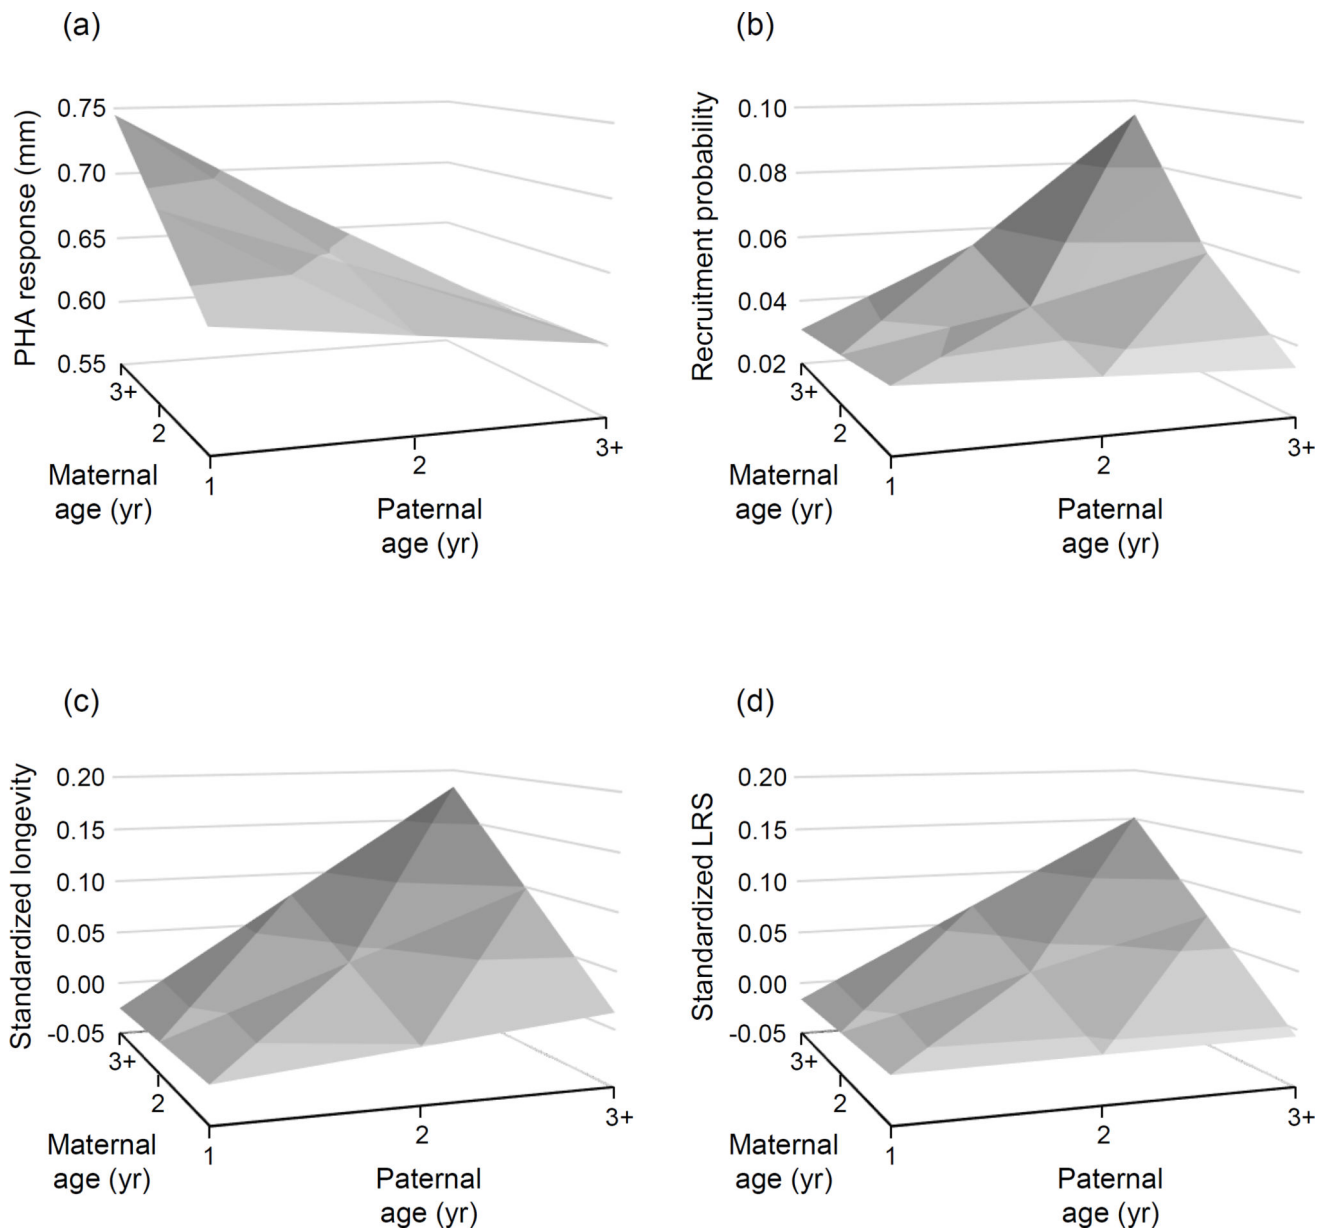 (a)
PHA response (mm)
0.75
0.70
0.65
0.60
0.55
3+
2
1
2
3+
Maternal
age (yr)
Paternal
age (yr)
(b)
Recruitment probability
0.10
0.08
0.06
0.04
0.02
3+
2
1
2
3+
Maternal
age (yr)
Paternal
age (yr)
(c)
Standardized longevity
0.20
0.15
0.10
0.05
0.00
-0.05
3+
2
1
2
3+
Maternal
age (yr)
Paternal
age (yr)
(d)
Standardized LRS
0.20
0.15
0.10
0.05
0.00
-0.05
3+
2
1
2
3+
Maternal
age (yr)
Paternal
age (yr)